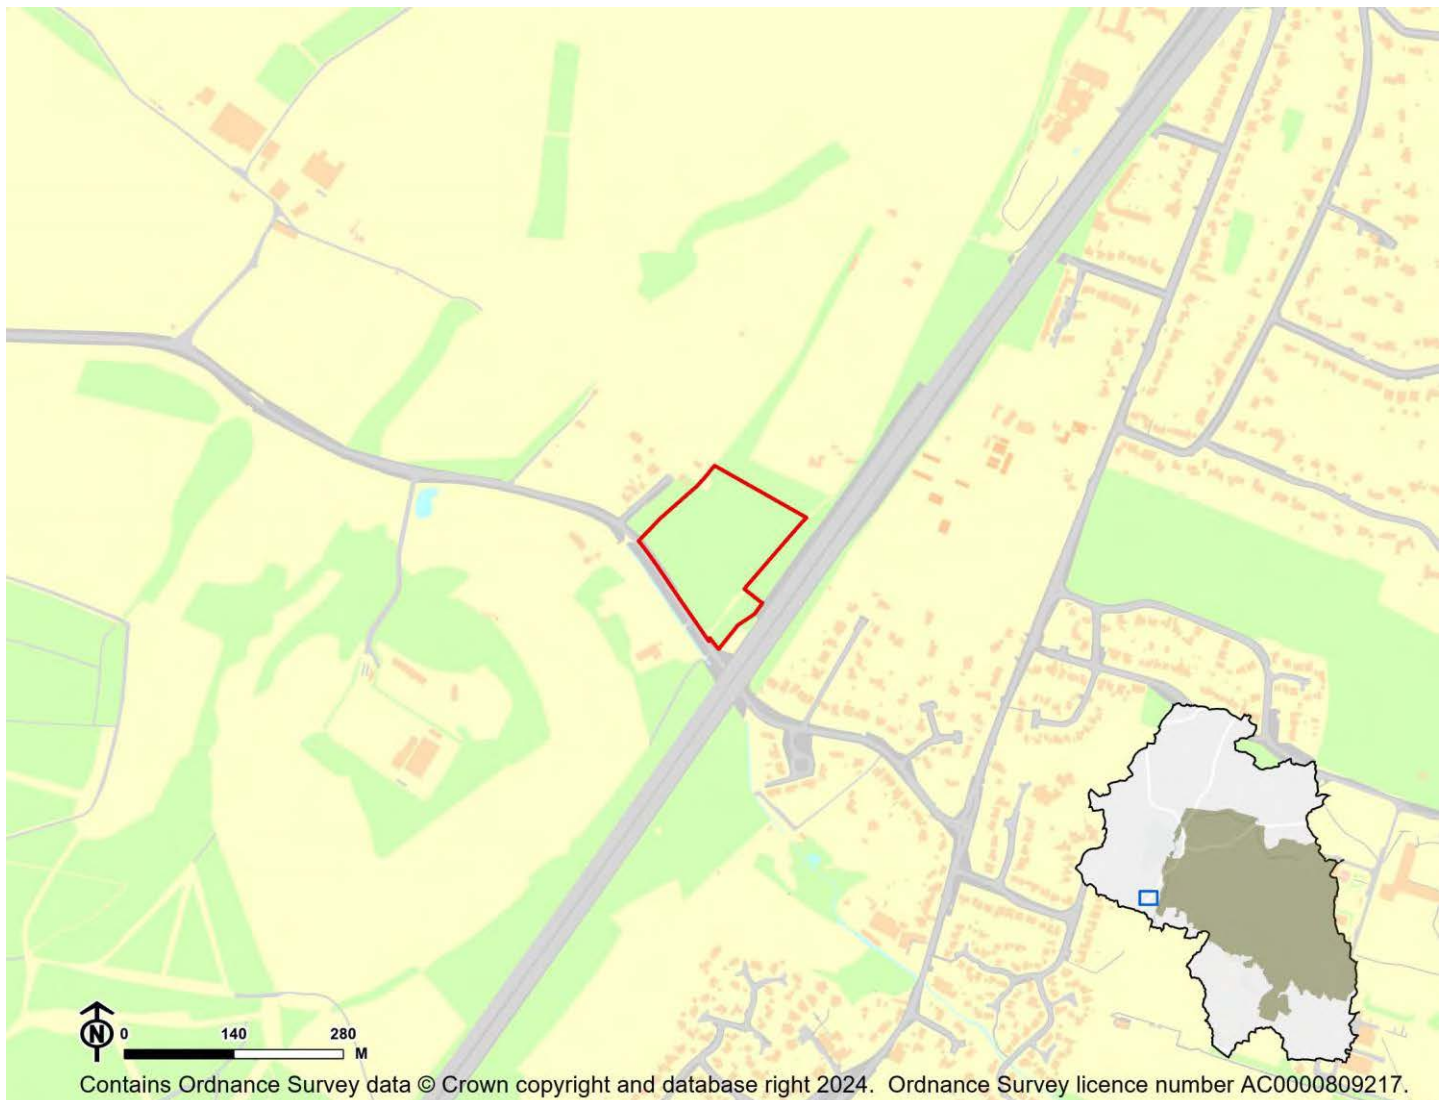 N
0 140 280
M
Contains Ordnance Survey data © Crown copyright and database right 2024. Ordnance Survey licence number AC0000809217.